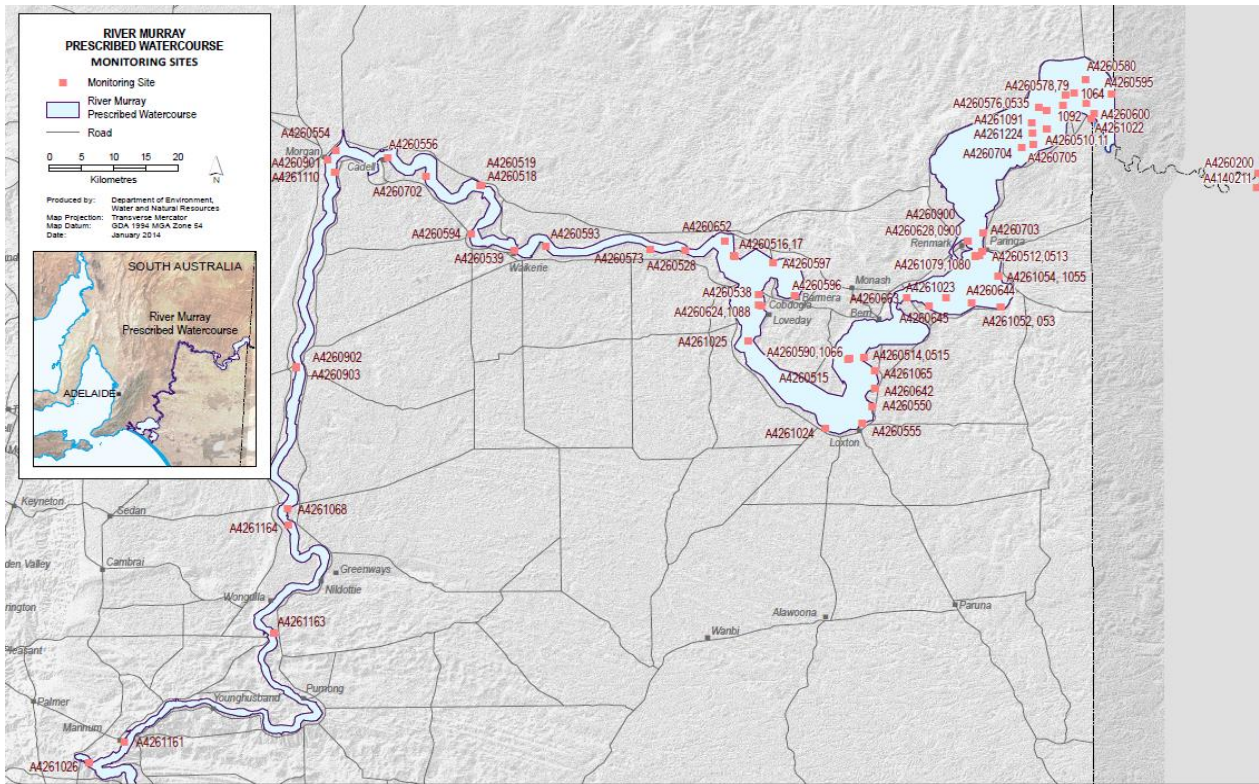 RIVER MURRAY
PRESCRIBED WATERCOURSE
MONITORING SITES
Monitoring Site
River Murray
Prescribed Watercourse
Road
0 5 10 15 20
Kilometres
N
Produced by: Department of Environment,
Water and Natural Resources
Map Projection: Transverse Mercator
Map Datum: GDA 1994 MGA Zone 54
Date: January 2014
SOUTH AUSTRALIA
River Murray
Prescribed Watercourse
ADELAIDE
A4260580
A4260578,79
A4260595
1064
A4260576,0535
A4260600
1092
A4261091
A4261022
A4261224
A4260510,11
A4260704
A4260705
A4260200
A4140211
A4260554
Morgan
A4260556
A4260901
Cadell
A4261110
A4260519
A4260518
A4260702
A4260594
A4260593
A4260539
Waikerie
A4260573
A4260528
A4260652
A4260516,17
A4260597
A4260900
A4260628,0900
A4260703
Renmark
Paringa
A4260512,0513
A4261079,1080
A4261054, 1055
Monash
A4260538
A4260596
Barmera
A4261023
A4260644
Cobdogla
A4260624,1088
Loveday
Berri
A4260645
A4261052, 053
A4261025
A4260590,1066
A4260514,0515
A4260515
A4261065
A4260642
A4260550
A4261024
A4260555
Loxton
A4260902
A4260903
A4261068
A4261164
Keyneton
Sedan
Cambrai
den Valley
Greenways
Nildottie
Wongulla
rington
A4261163
Pleasant
Alawoona
Paruna
Wanbi
Palmer
Younghusband
Purnong
Mannum
A4261161
A4261026